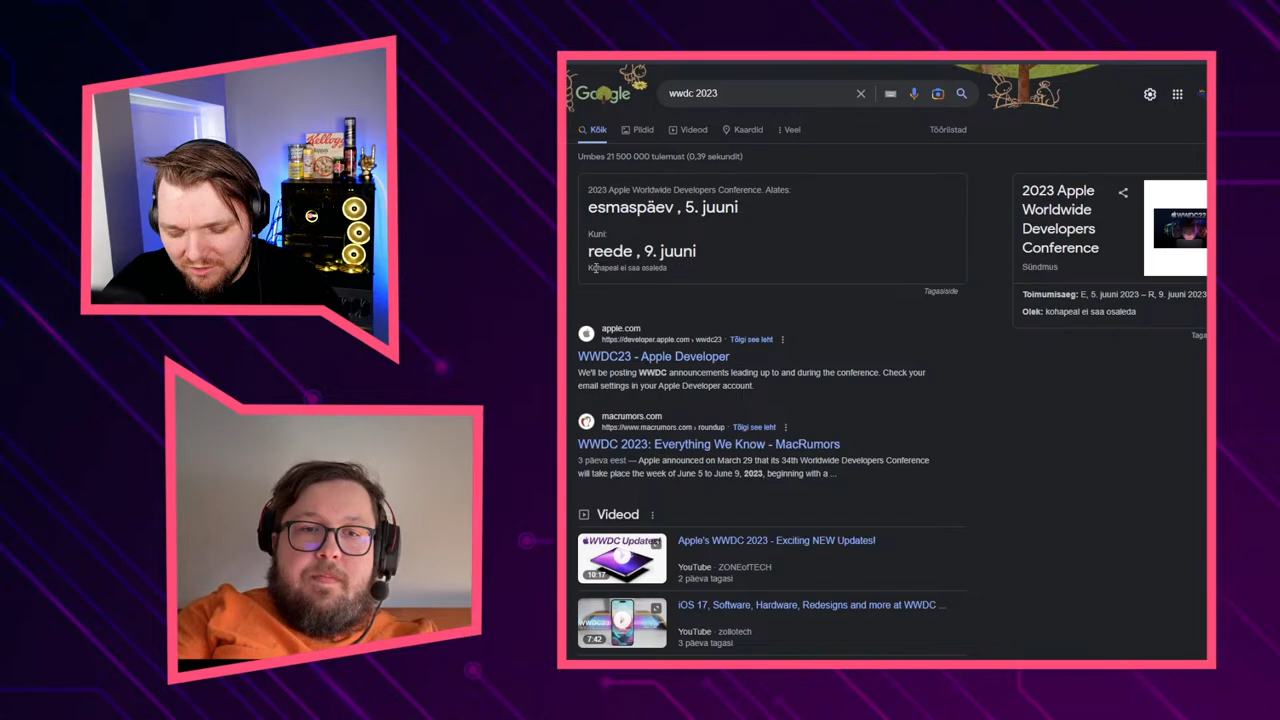 Kellogg's
Google
wwdc 2023
Kõik
Pildid
Videod
Kaardid
Veel
Tööriistad
Umbes 21 500 000 tulemust (0,39 sekundit)
2023 Apple Worldwide Developers Conference. Alates:
esmaspäev , 5. juuni
Kuni:
reede , 9. juuni
Kohapeal ei saa osaleda
Tagasiside
apple.com
https://developer.apple.com › wwdc23 · Tõlgi see leht
WWDC23 - Apple Developer
We'll be posting WWDC announcements leading up to and during the conference. Check your
email settings in your Apple Developer account.
macrumors.com
https://www.macrumors.com › roundup · Tõlgi see leht
WWDC 2023: Everything We Know - MacRumors
3 päeva eest — Apple announced on March 29 that its 34th Worldwide Developers Conference
will take place the week of June 5 to June 9, 2023, beginning with a ...
Videod
WWDC Update!
10:17
Apple's WWDC 2023 - Exciting NEW Updates!
YouTube · ZONEofTECH
2 päeva tagasi
7:42
iOS 17, Software, Hardware, Redesigns and more at WWDC ...
YouTube · zollotech
3 päeva tagasi
2023 Apple
Worldwide
Developers
Conference
Sündmus
WWDC22
Toimumisaeg: E, 5. juuni 2023 – R, 9. juuni 2023
Olek: kohapeal ei saa osaleda
Taga